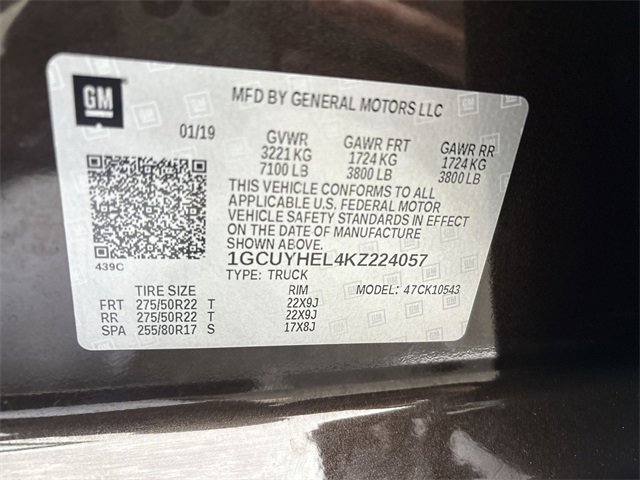 GM
MFD BY GENERAL MOTORS LLC
01/19
GVWR GAWR FRT GAWR RR
3221 KG 1724 KG 1724 KG
7100 LB 3800 LB 3800 LB
THIS VEHICLE CONFORMS TO ALL
APPLICABLE U.S. FEDERAL MOTOR
VEHICLE SAFETY STANDARDS IN EFFECT
ON THE DATE OF MANUFACTURE
SHOWN ABOVE.
439C
1GCUYHEL4KZ224057
TYPE: TRUCK MODEL: 47CK10543
TIRE SIZE RIM
FRT 275/50R22 T 22X9J
RR 275/50R22 T 22X9J
SPA 255/80R17 S 17X8J